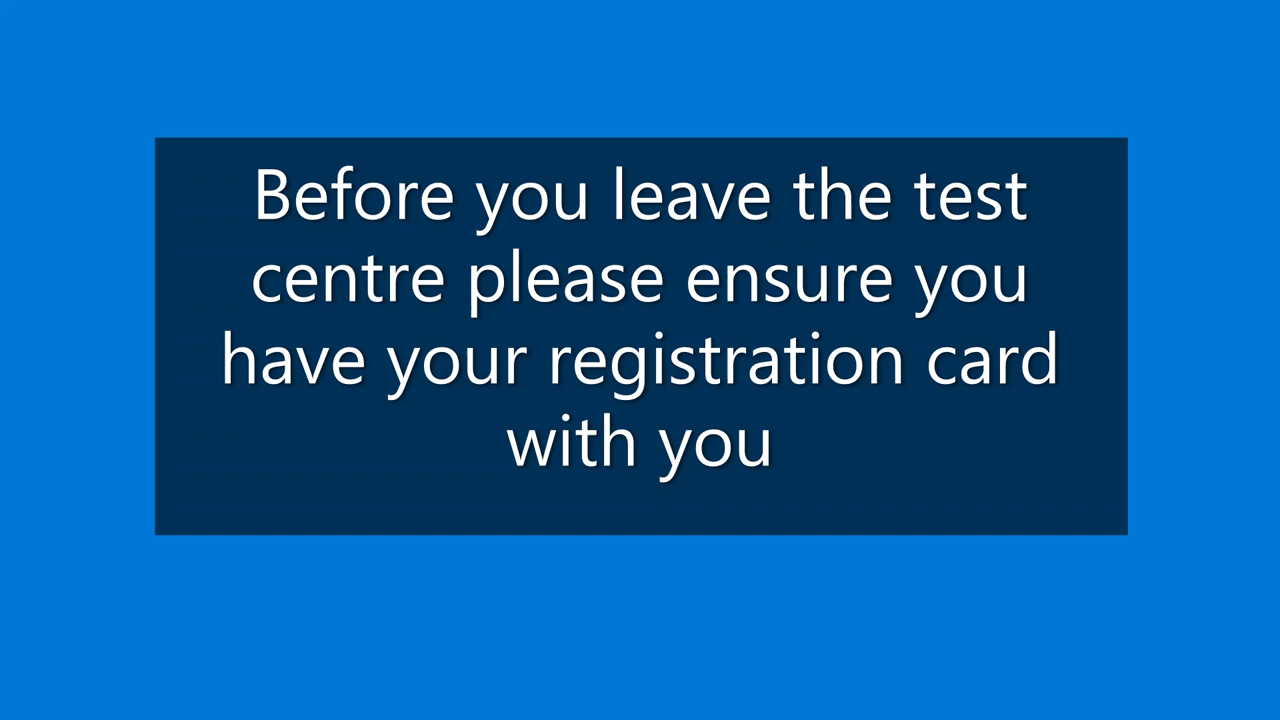 Before you leave the test
centre please ensure you
have your registration card
with you